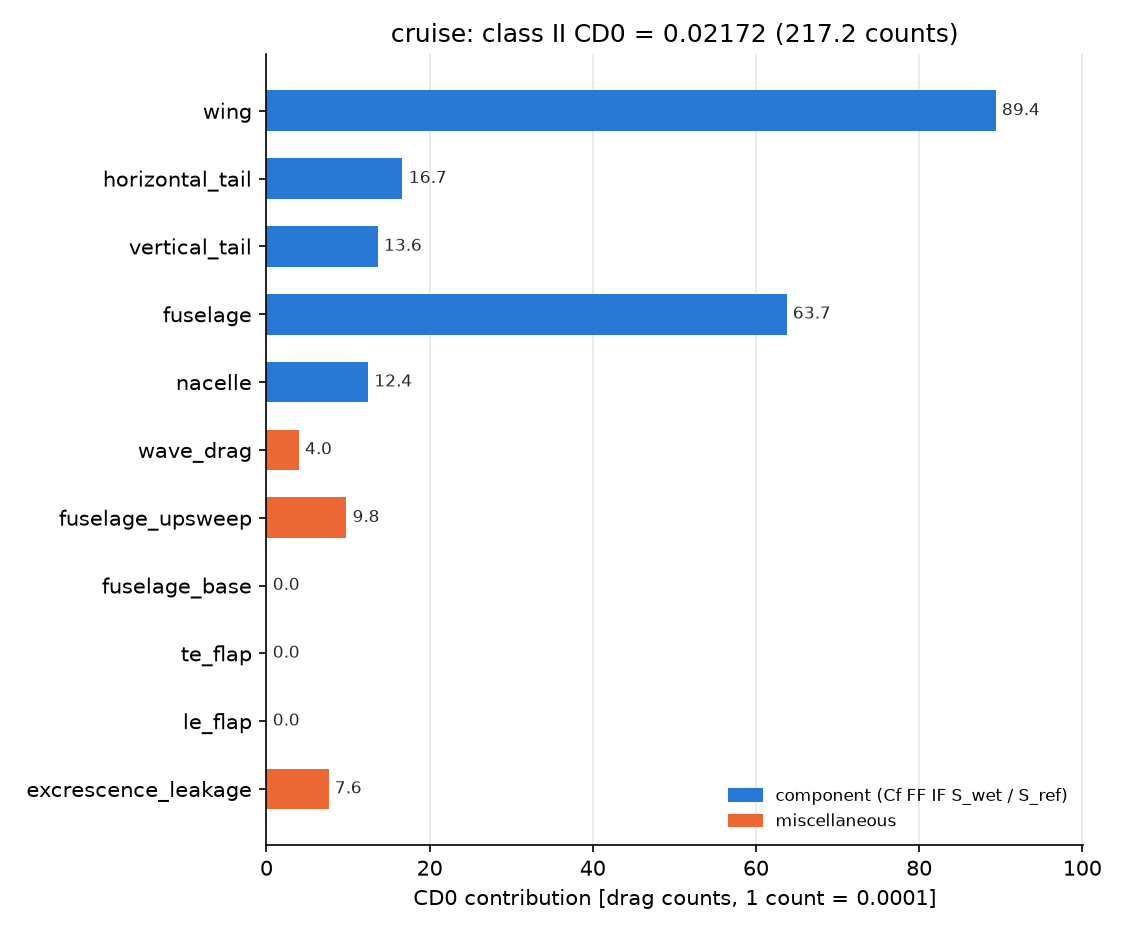 cruise: class II CD0 = 0.02172 (217.2 counts)
wing 89.4
horizontal_tail 16.7
vertical_tail 13.6
fuselage 63.7
nacelle 12.4
wave_drag 4.0
fuselage_upsweep 9.8
fuselage_base 0.0
te_flap 0.0
le_flap 0.0
excrescence_leakage 7.6
component (Cf FF IF S_wet / S_ref)
miscellaneous
0 20 40 60 80 100
CD0 contribution [drag counts, 1 count = 0.0001]